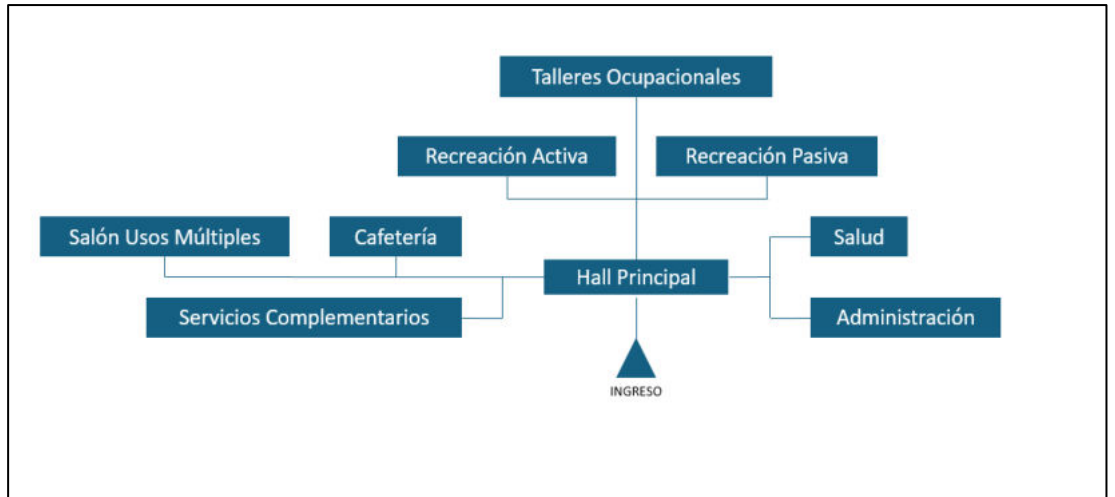 Talleres Ocupacionales
Recreación Activa
Recreación Pasiva
Salón Usos Múltiples
Cafetería
Salud
Hall Principal
Servicios Complementarios
Administración
INGRESO